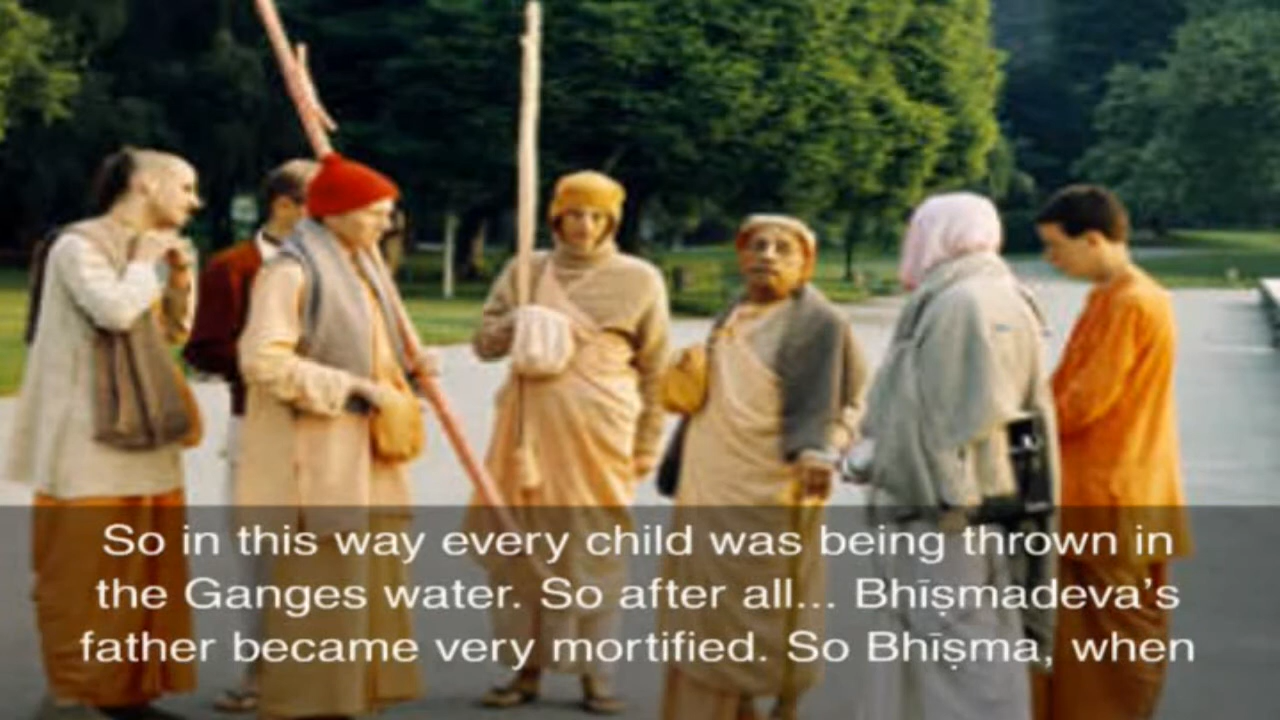 So in this way every child was being thrown in
the Ganges water. So after all... Bhīṣmadeva’s
father became very mortified. So Bhīṣma, when